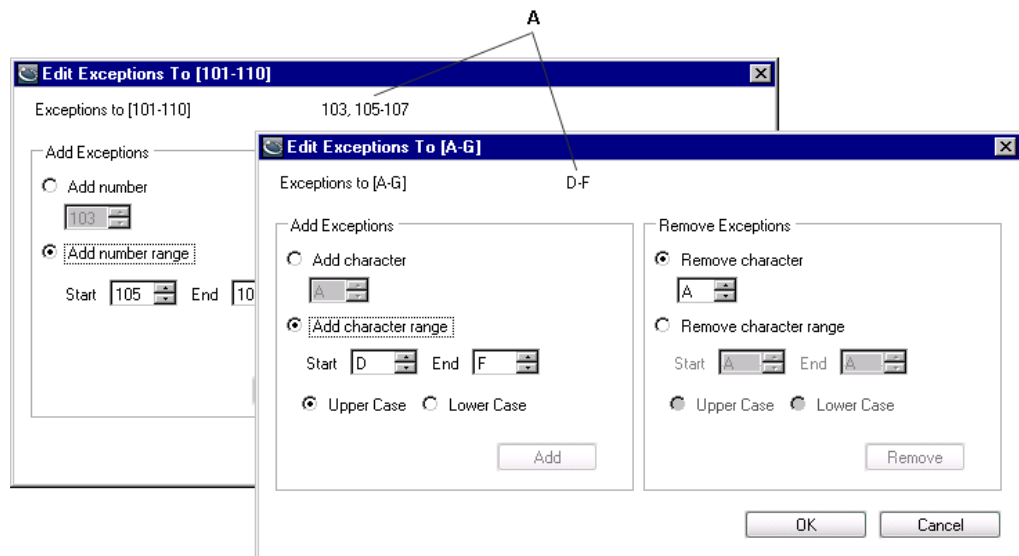 A
Edit Exceptions To [101-110]
Exceptions to [101-110] 103, 105-107
Add Exceptions
Add number
103
Add number range
Start 105 End 10
Edit Exceptions To [A-G]
Exceptions to [A-G] D-F
Add Exceptions
Add character
A
Add character range
Start D End F
Upper Case Lower Case
Add
Remove Exceptions
Remove character
A
Remove character range
Start A End A
Upper Case Lower Case
Remove
OK Cancel